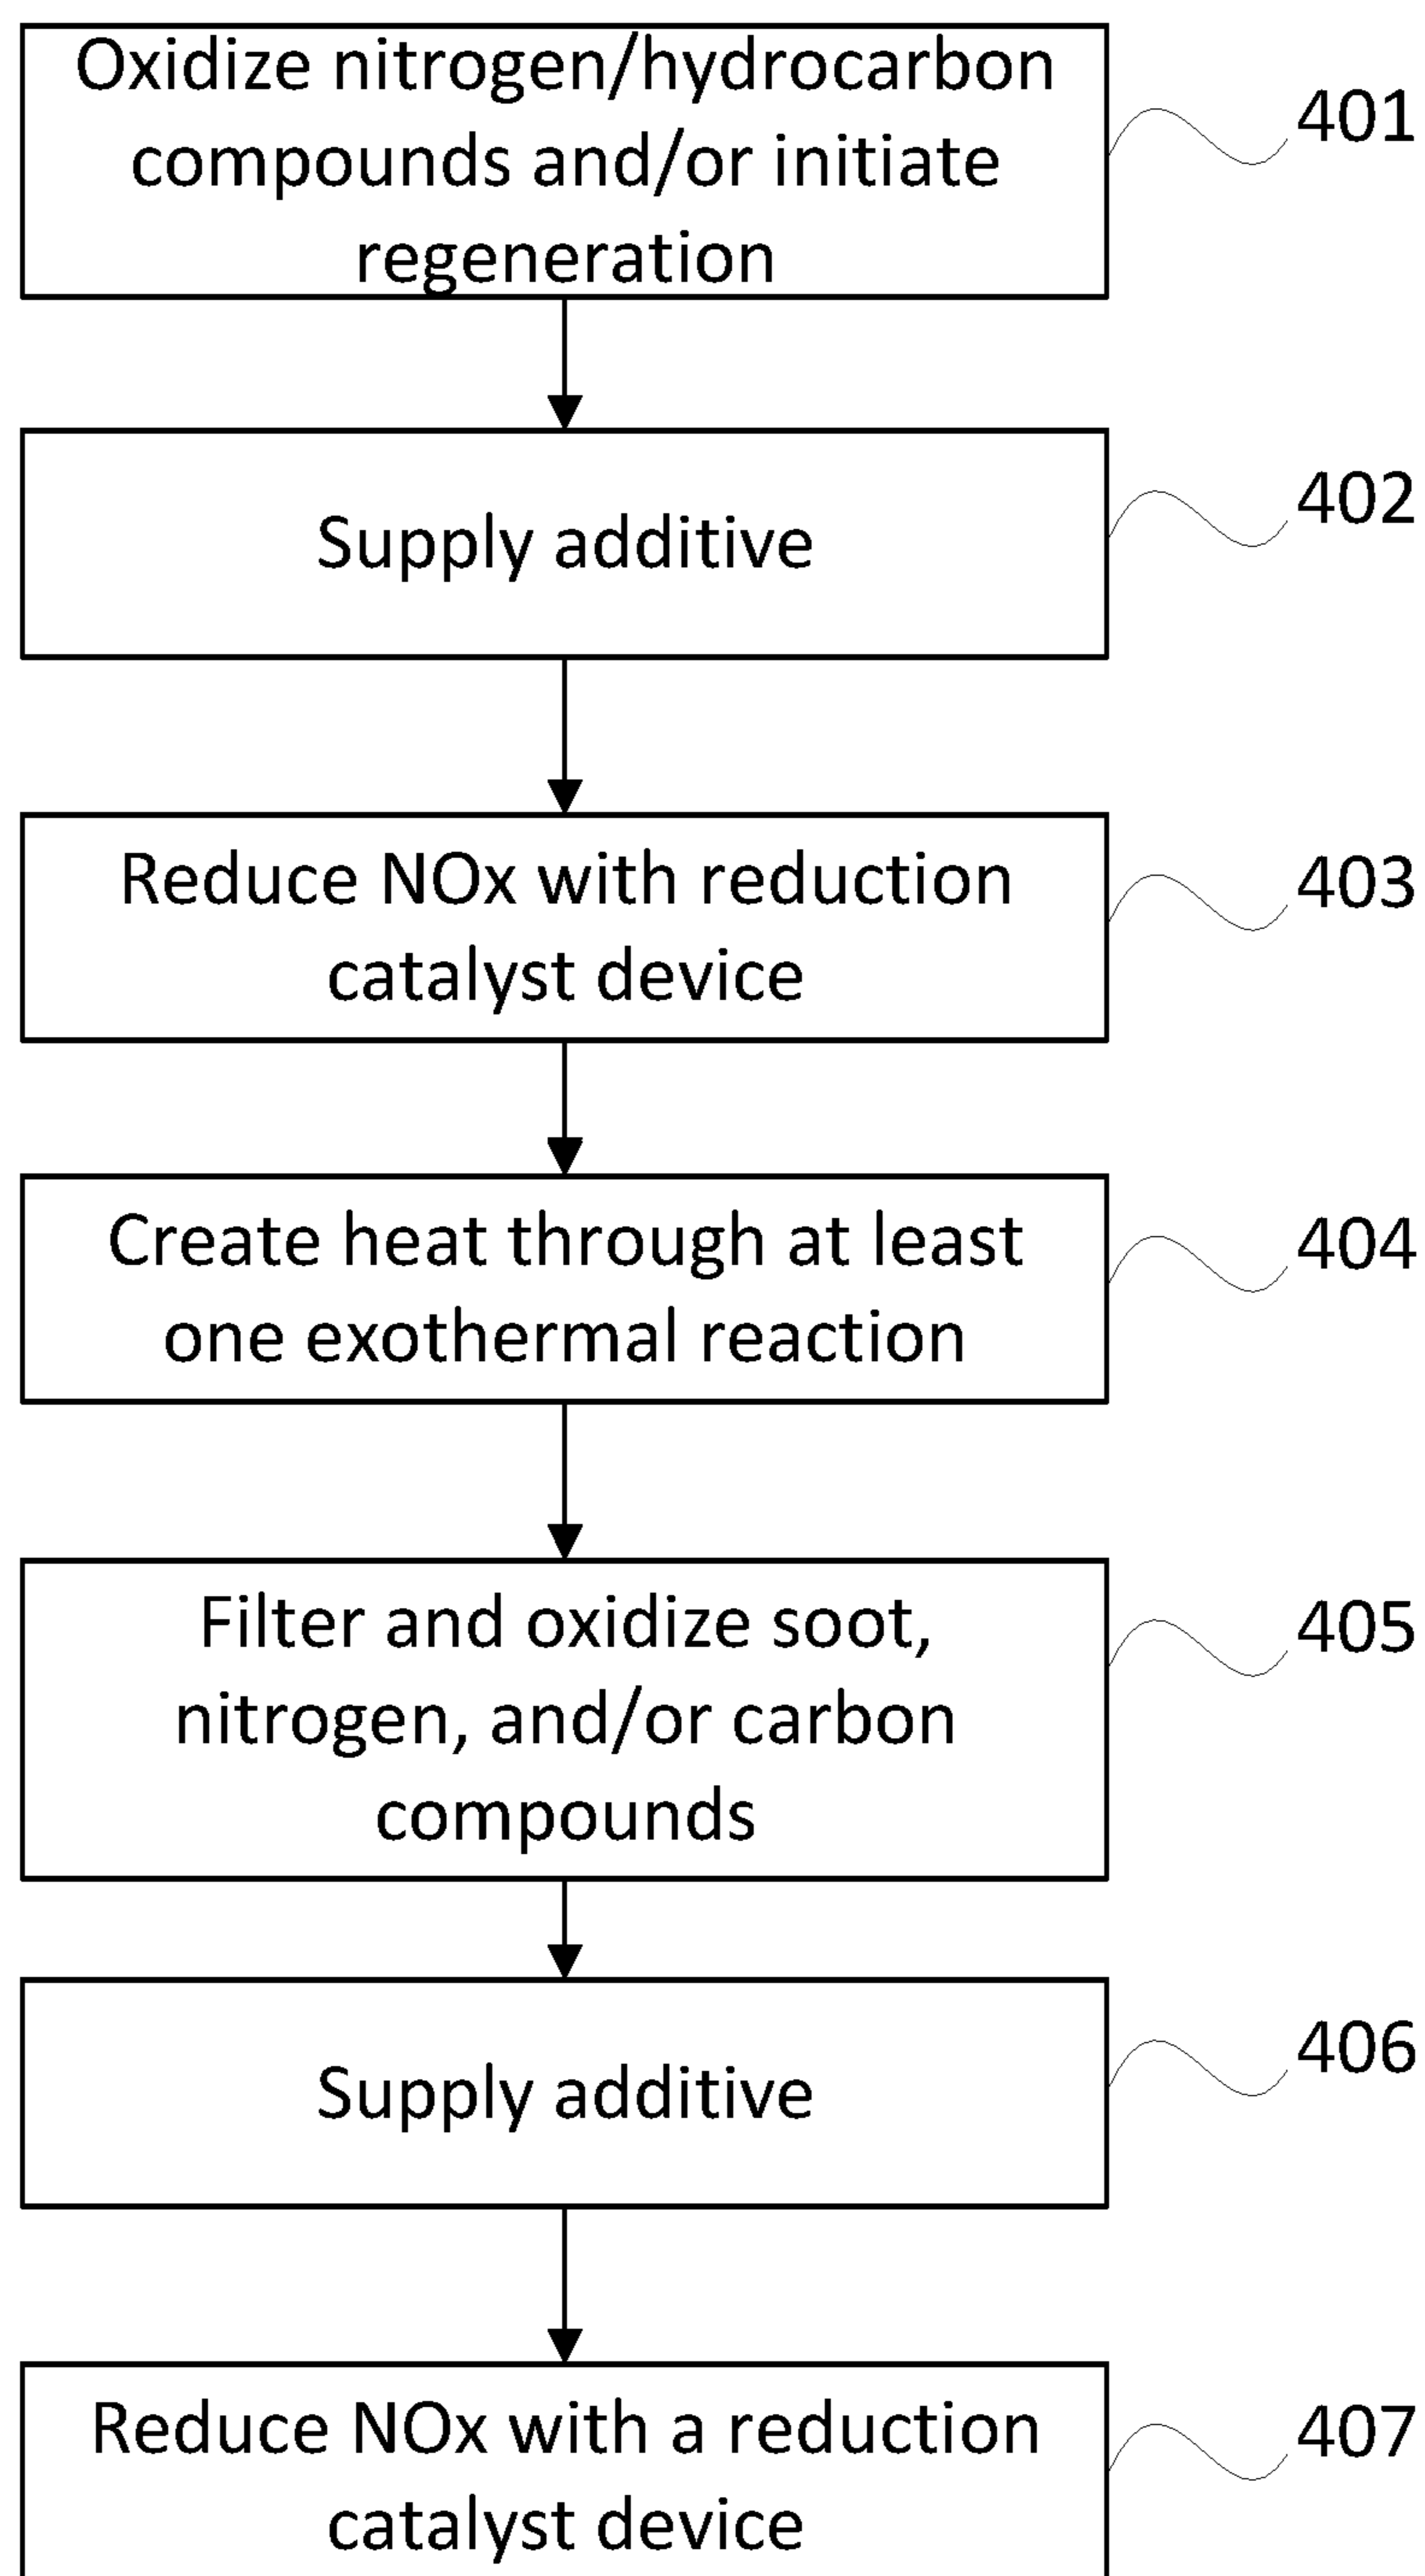 Oxidize nitrogen/hydrocarbon
compounds and/or initiate
regeneration
401
Supply additive
402
Reduce NOx with reduction
catalyst device
403
Create heat through at least
one exothermal reaction
404
Filter and oxidize soot,
nitrogen, and/or carbon
compounds
405
Supply additive
406
Reduce NOx with a reduction
catalyst device
407